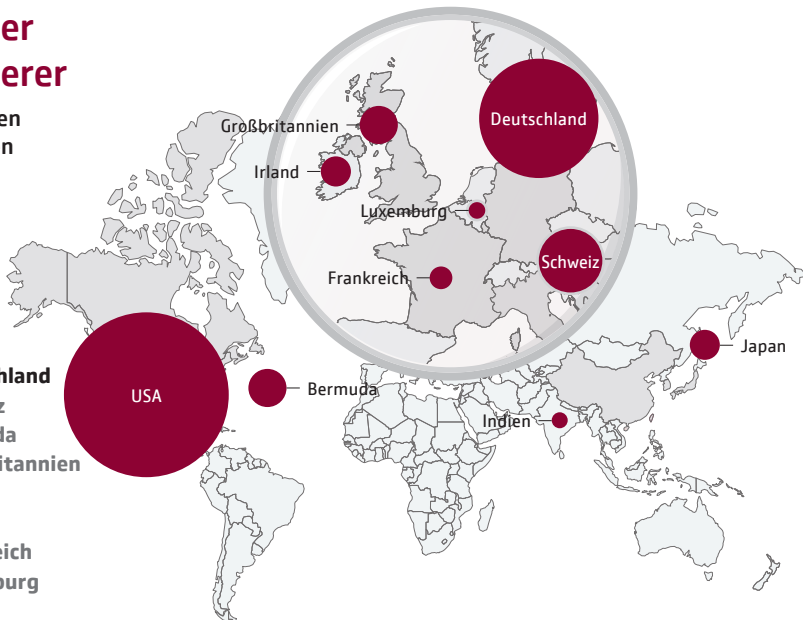 er
erer
en
n
Großbritannien
Deutschland
Irland
Luxemburg
Schweiz
Frankreich
Japan
hland
USA
Bermuda
z
Indien
da
itannien
eich
burg